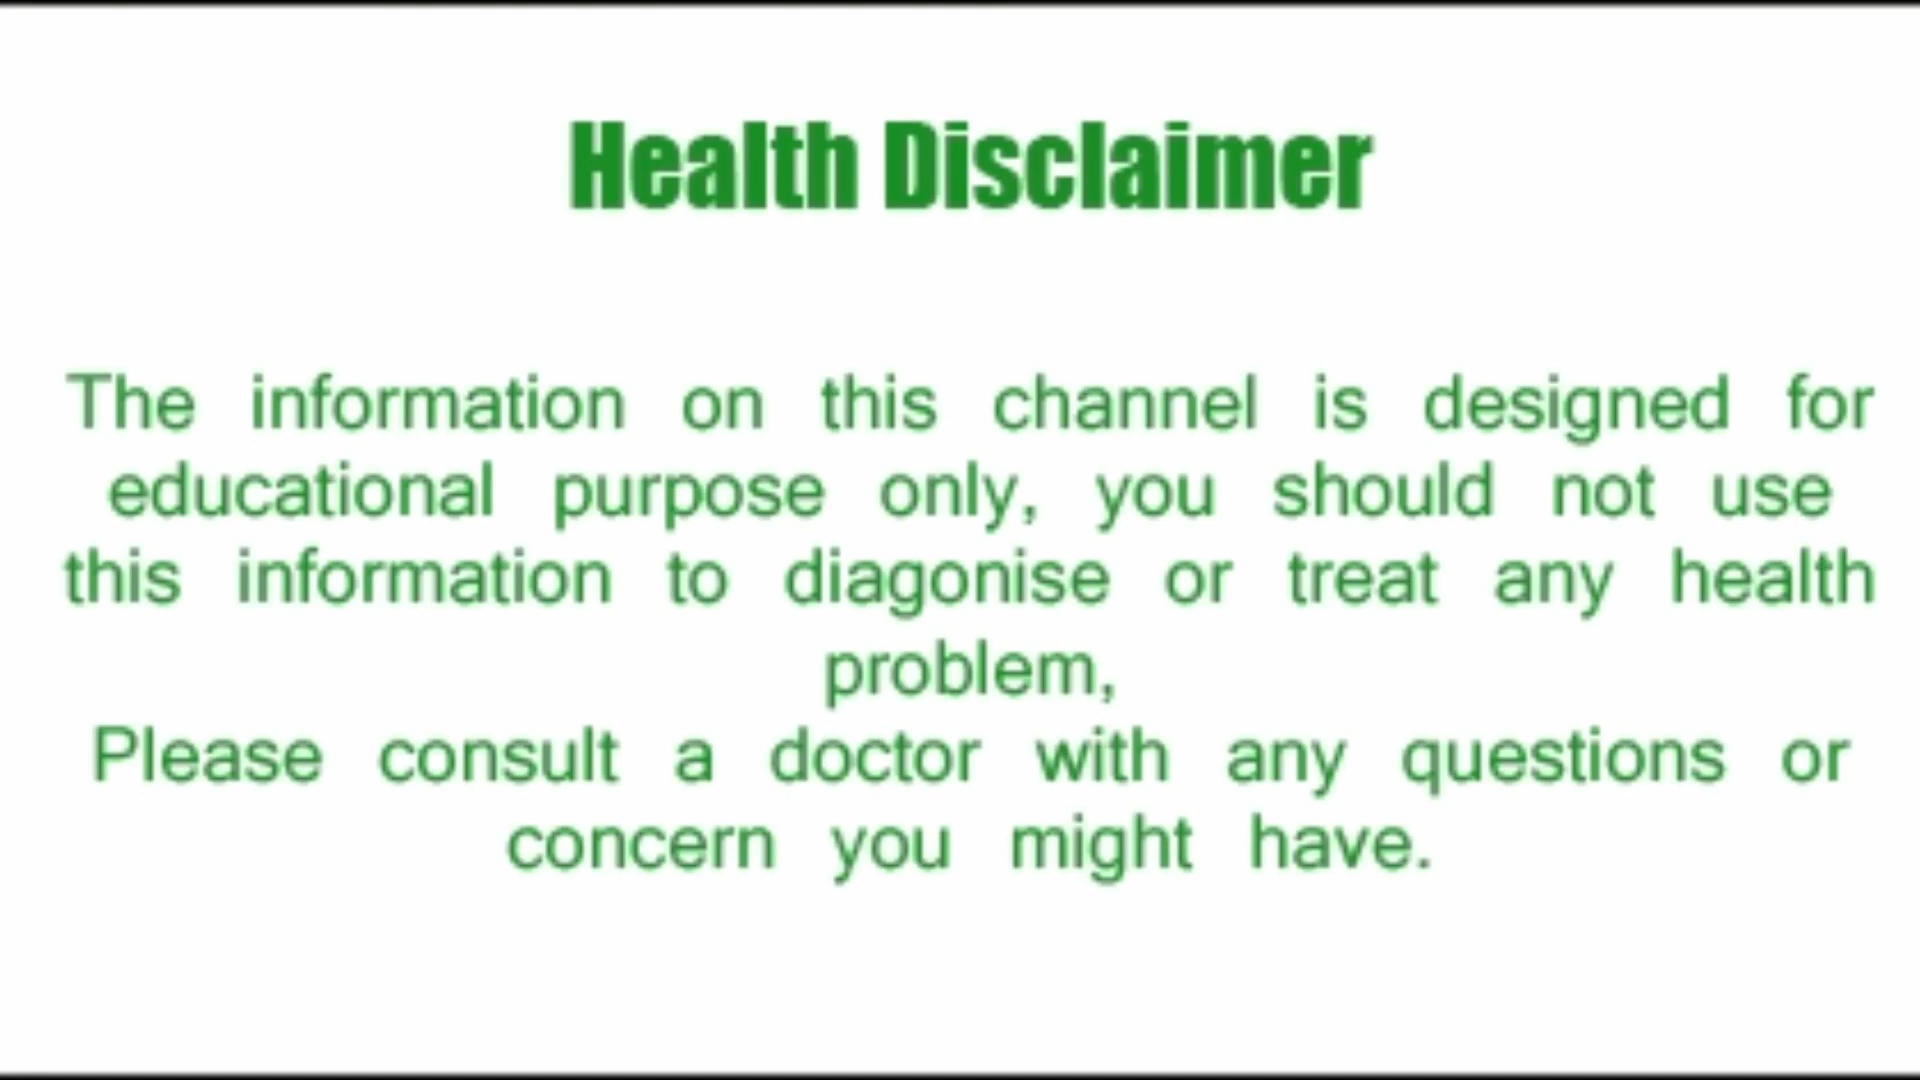 Health Disclaimer
The information on this channel is designed for
educational purpose only, you should not use
this information to diagonise or treat any health
problem,
Please consult a doctor with any questions or
concern you might have.